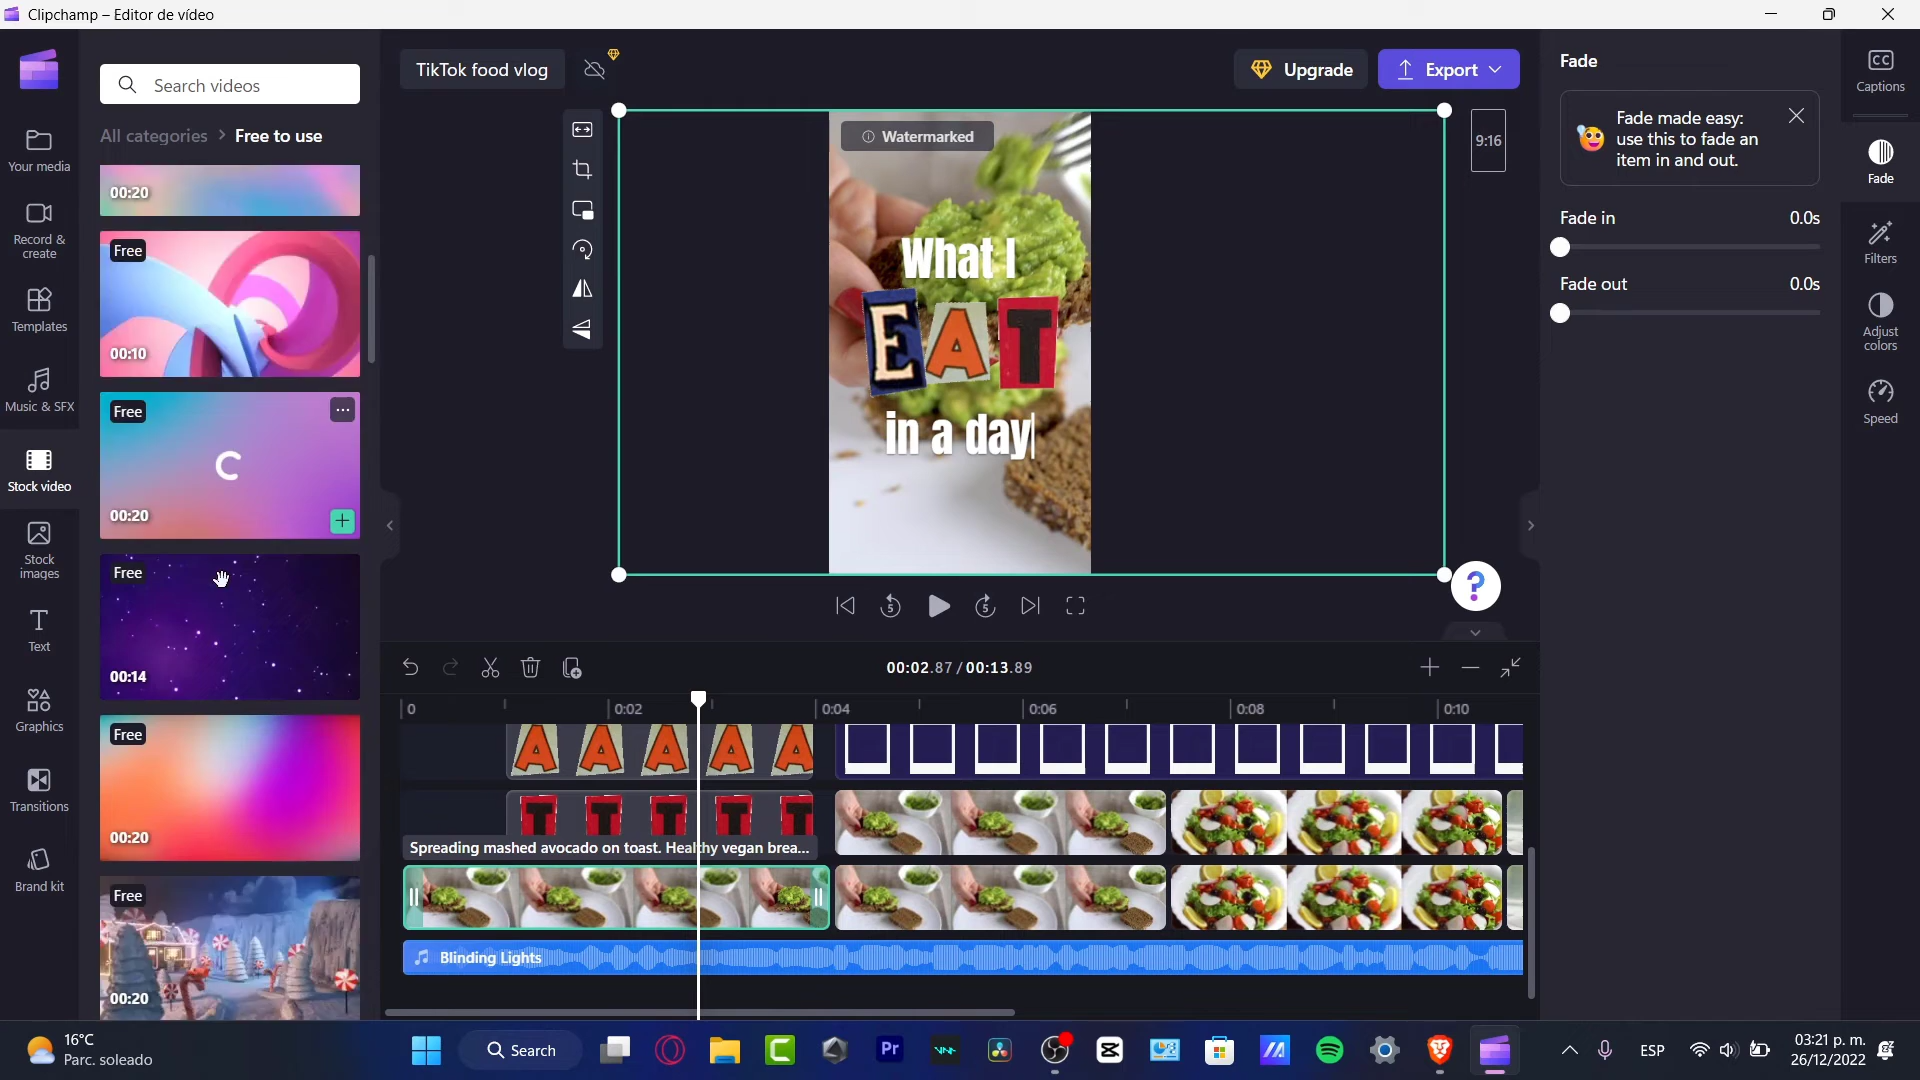 Clipchamp – Editor de vídeo
Search videos
All categories > Free to use
Your media
Record &
create
Templates
Music & SFX
Stock video
Stock
images
Text
Graphics
Transitions
Brand kit
00:20
Free
00:10
Free
00:20
Free
00:14
Free
00:20
Free
00:20
TikTok food vlog
Upgrade
Export
Watermarked
9:16
What I
EAT
in a day
5
5
?
00:02.87 / 00:13.89
0
0:02
0:04
0:06
0:08
0:10
A A A A A
T T T T T
Spreading mashed avocado on toast. Healthy vegan brea...
Blinding Lights
Fade
Fade made easy:
use this to fade an
item in and out.
Fade in 0.0s
Fade out 0.0s
CC
Captions
Fade
Filters
Adjust
colors
Speed
16°C
Parc. soleado
Search
C
Pr
ESP
03:21 p. m.
26/12/2022